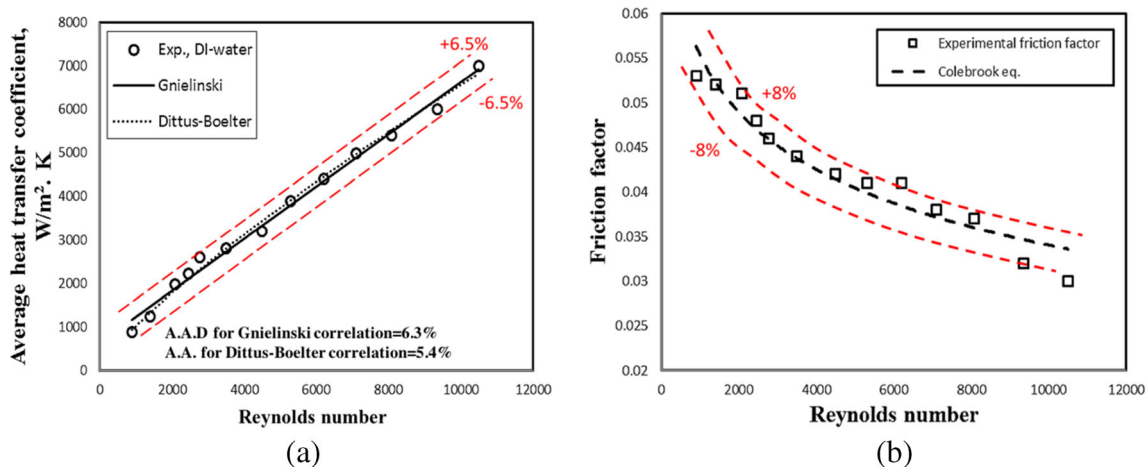 Average heat transfer coefficient,
W/m². K
8000
7000
6000
5000
4000
3000
2000
1000
0
Exp., DI-water
Gnielinski
Dittus-Boelter
+6.5%
-6.5%
A.A.D for Gnielinski correlation=6.3%
A.A. for Dittus-Boelter correlation=5.4%
0 2000 4000 6000 8000 10000 12000
Reynolds number
(a)
Friction factor
0.06
0.055
0.05
0.045
0.04
0.035
0.03
0.025
0.02
Experimental friction factor
Colebrook eq.
+8%
-8%
0 2000 4000 6000 8000 10000 12000
Reynolds number
(b)